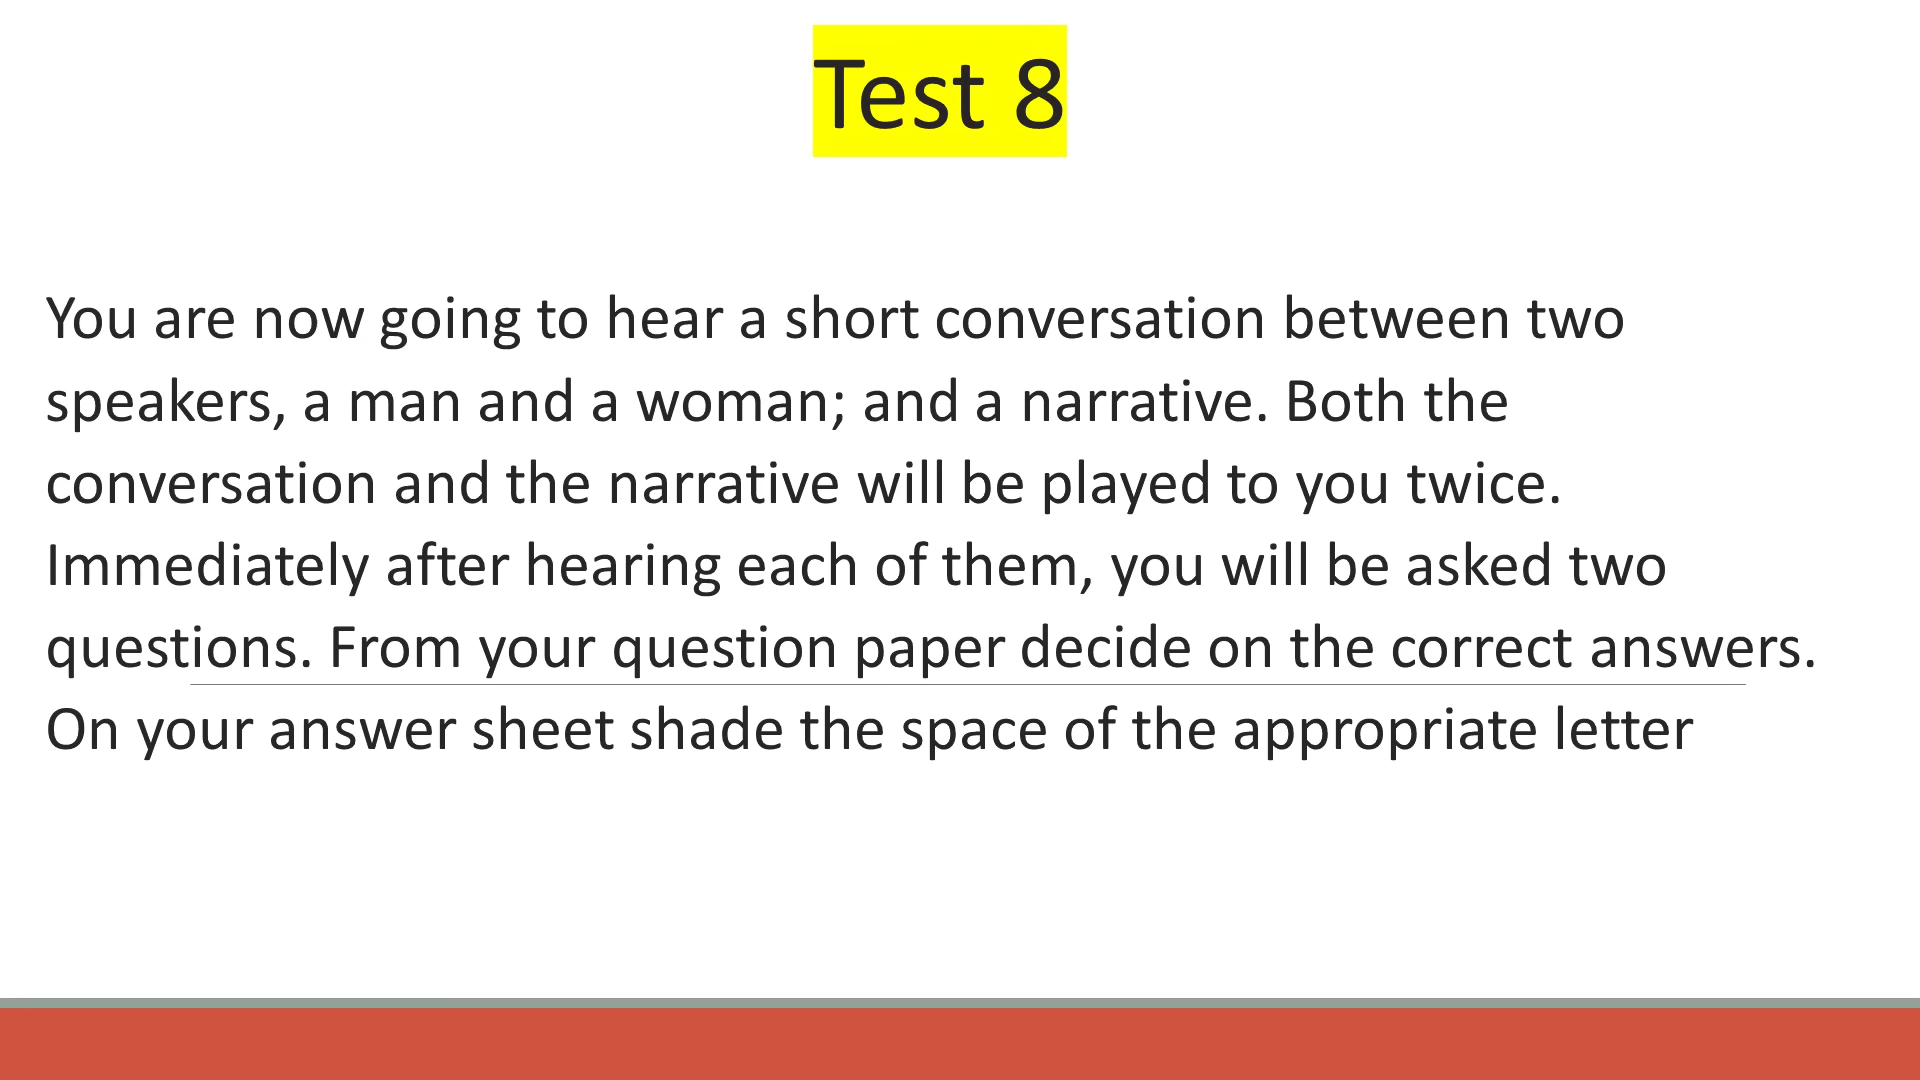 Test 8
You are now going to hear a short conversation between two
speakers, a man and a woman; and a narrative. Both the
conversation and the narrative will be played to you twice.
Immediately after hearing each of them, you will be asked two
questions. From your question paper decide on the correct answers.
On your answer sheet shade the space of the appropriate letter